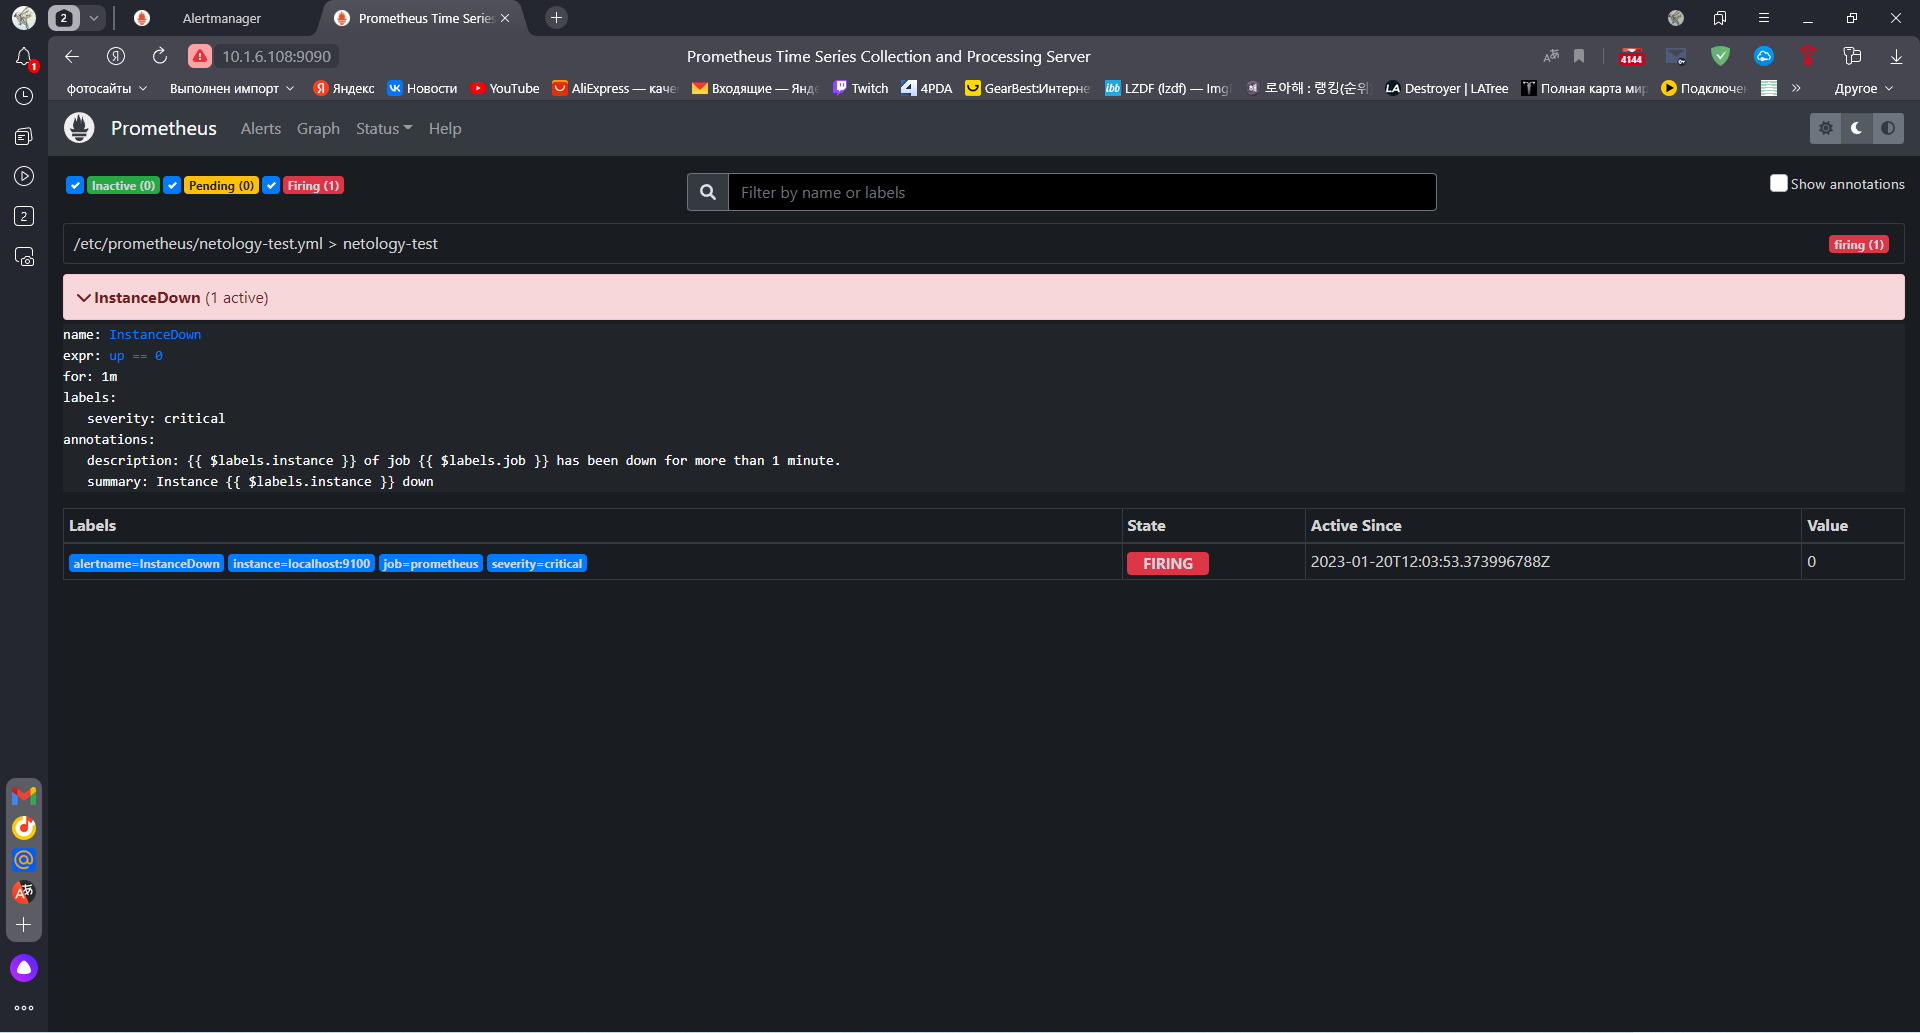 2
Alertmanager
Prometheus Time Series
1
10.1.6.108:9090
Prometheus Time Series Collection and Processing Server
4144
фотосайты
Выполнен импорт
Яндекс
Новости
YouTube
AliExpress — каче
Входящие — Янде
Twitch
4PDA
GearBest:Интерне
LZDF (lzdf) — Img
로아해 : 랭킹(순위
Destroyer | LATree
Полная карта мир
Подключен
»
Другое
Prometheus
Alerts
Graph
Status
Help
Inactive (0)
Pending (0)
Firing (1)
Filter by name or labels
Show annotations
2
/etc/prometheus/netology-test.yml > netology-test
firing (1)
InstanceDown (1 active)
name: InstanceDown
expr: up == 0
for: 1m
labels:
severity: critical
annotations:
description: {{ $labels.instance }} of job {{ $labels.job }} has been down for more than 1 minute.
summary: Instance {{ $labels.instance }} down
Labels State Active Since Value
alertname=InstanceDown instance=localhost:9100 job=prometheus severity=critical FIRING 2023-01-20T12:03:53.373996788Z 0